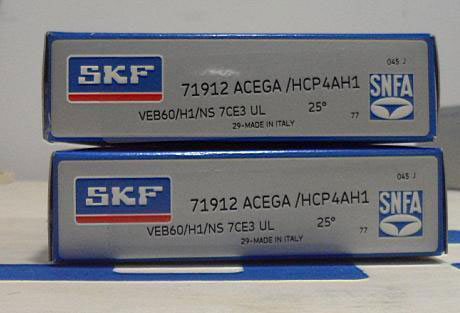 045 J
SKF
71912 ACEGA /HCP4AH1
SNFA
VEB60/H1/NS 7CE3 UL 25°
29-MADE IN ITALY
77
045 J
SKF
71912 ACEGA /HCP4AH1
SNFA
VEB60/H1/NS 7CE3 UL 25°
29-MADE IN ITALY
77